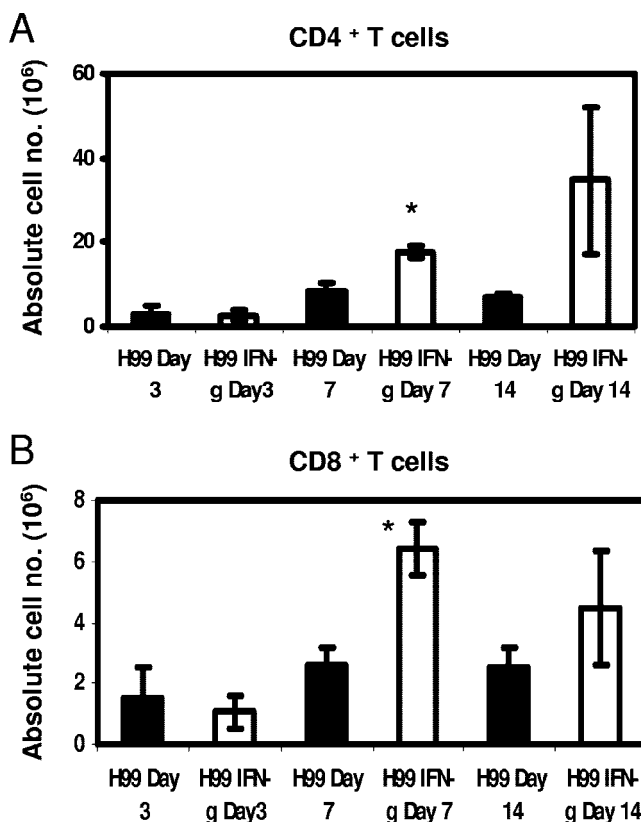 A
CD4 + T cells
Absolute cell no. (10⁶)
60
40
20
0
*
H99 Day 3
H99 IFN-g Day3
H99 Day 7
H99 IFN-g Day 7
H99 Day 14
H99 IFN-g Day 14
B
CD8 + T cells
Absolute cell no. (10⁶)
8
6
4
2
0
*
H99 Day 3
H99 IFN-g Day3
H99 Day 7
H99 IFN-g Day 7
H99 Day 14
H99 IFN-g Day 14